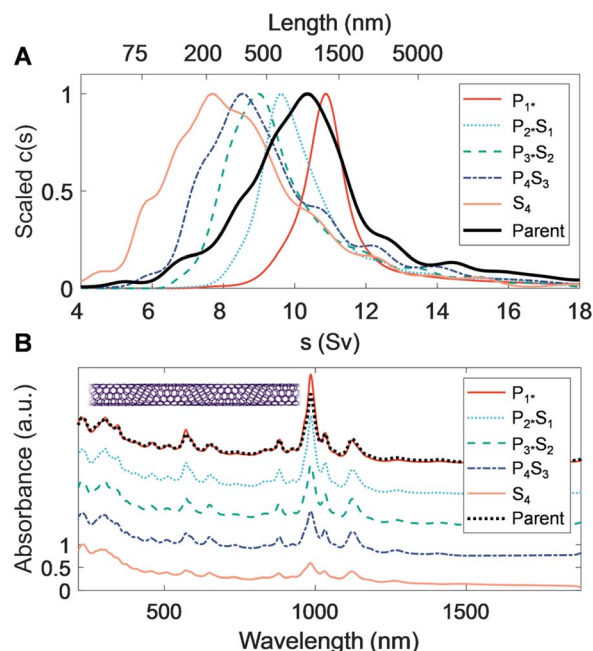 Length (nm)
75 200 500 1500 5000
A
1
0.5
0
Scaled c(s)
P1*
P2*S1
P3*S2
P4S3
S4
Parent
4 6 8 10 12 14 16 18
s (Sv)
B
P1*
P2*S1
P3*S2
P4S3
S4
Parent
Absorbance (a.u.)
1
0.5
0
500 1000 1500
Wavelength (nm)